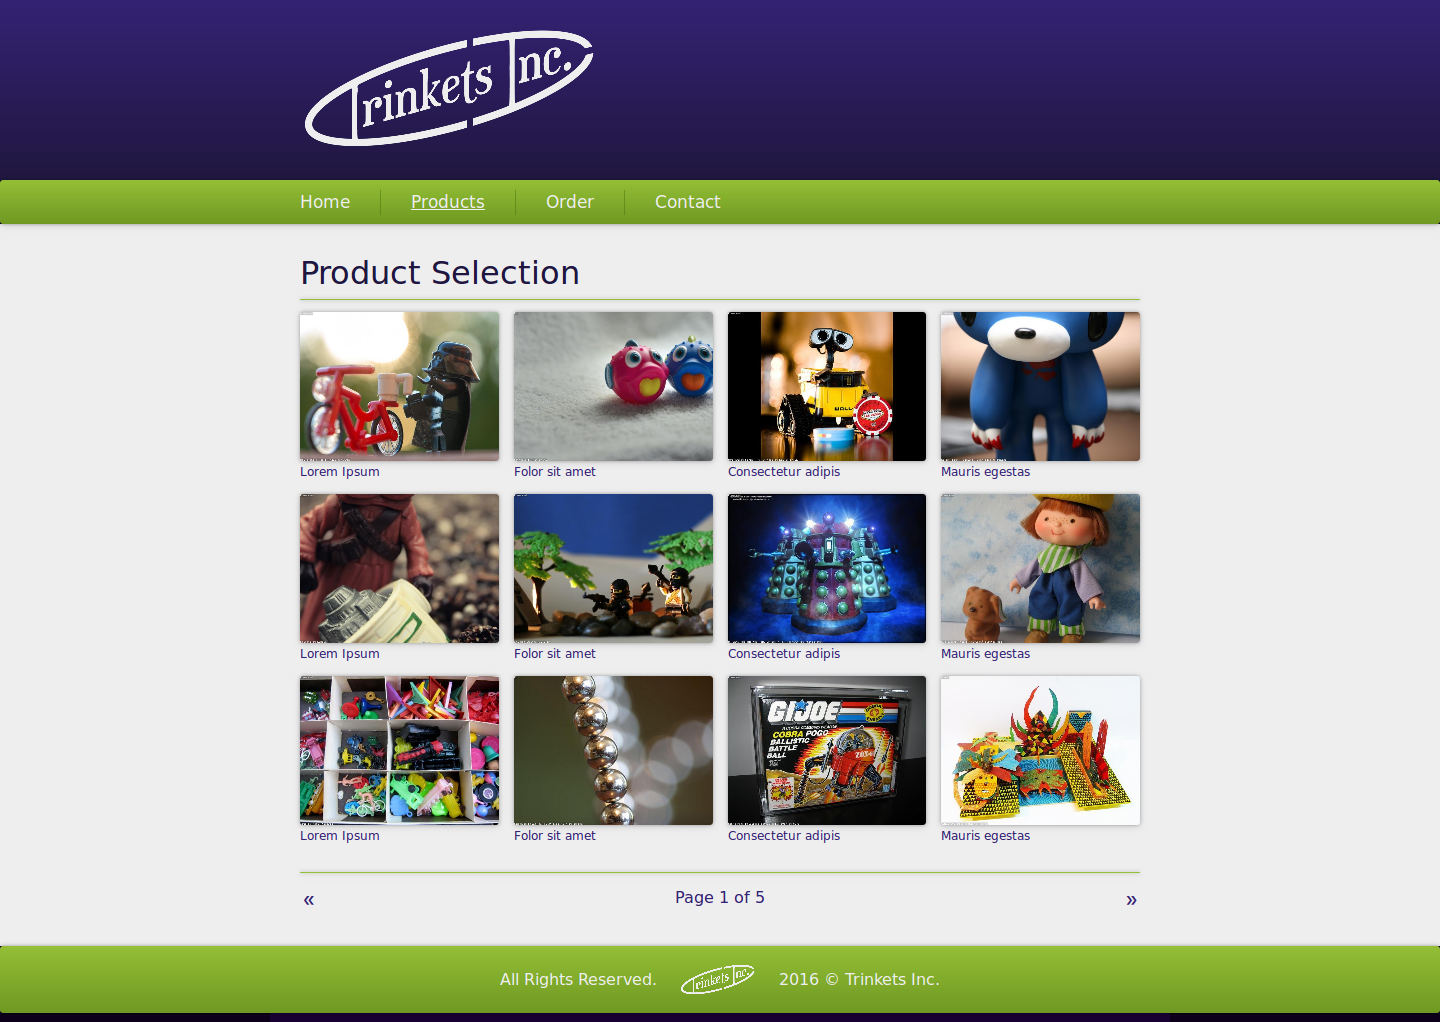 Trinkets Inc.
Home Products Order Contact
Product Selection
WALL·
Lorem Ipsum Folor sit amet Consectetur adipis Mauris egestas
Lorem Ipsum Folor sit amet Consectetur adipis Mauris egestas
GI JOE
COBRA POGO
BALLISTIC
BATTLE
BALL
Lorem Ipsum Folor sit amet Consectetur adipis Mauris egestas
« Page 1 of 5 »
All Rights Reserved. Trinkets Inc. 2016 © Trinkets Inc.